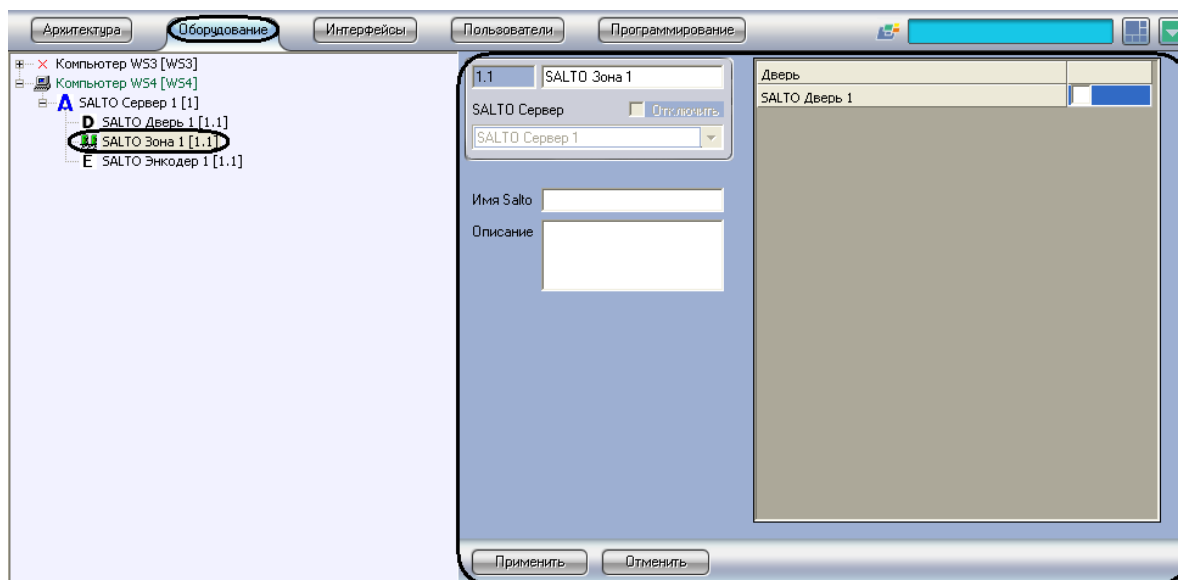 Архитектура Оборудование Интерфейсы Пользователи Программирование
Компьютер WS3 [WS3]
Компьютер WS4 [WS4]
SALTO Сервер 1 [1]
D SALTO Дверь 1 [1.1]
SALTO Зона 1 [1.1]
E SALTO Энкодер 1 [1.1]
1.1 SALTO Зона 1
SALTO Сервер Отключить
SALTO Сервер 1
Имя Salto
Описание
Дверь
SALTO Дверь 1
Применить Отменить